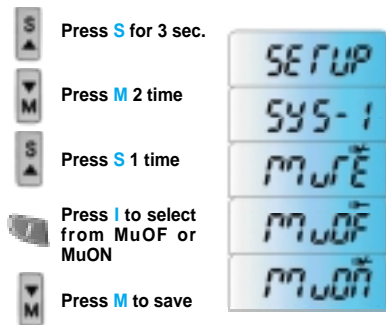 S
Press S for 3 sec.
SETUP
M
Press M 2 time
SYS-1
S
Press S 1 time
MuTE
I
Press I to select
from MuOF or
MuON
MuOF
M
Press M to save
MuON